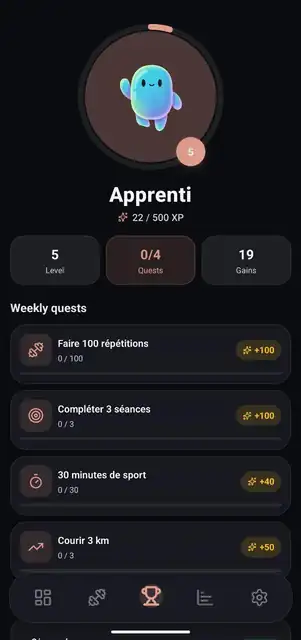 5
Apprenti
22 / 500 XP
5
Level
0/4
Quests
19
Gains
Weekly quests
Faire 100 répétitions
0 / 100
+100
Compléter 3 séances
0 / 3
+100
30 minutes de sport
0 / 30
+40
Courir 3 km
0 / 3
+50